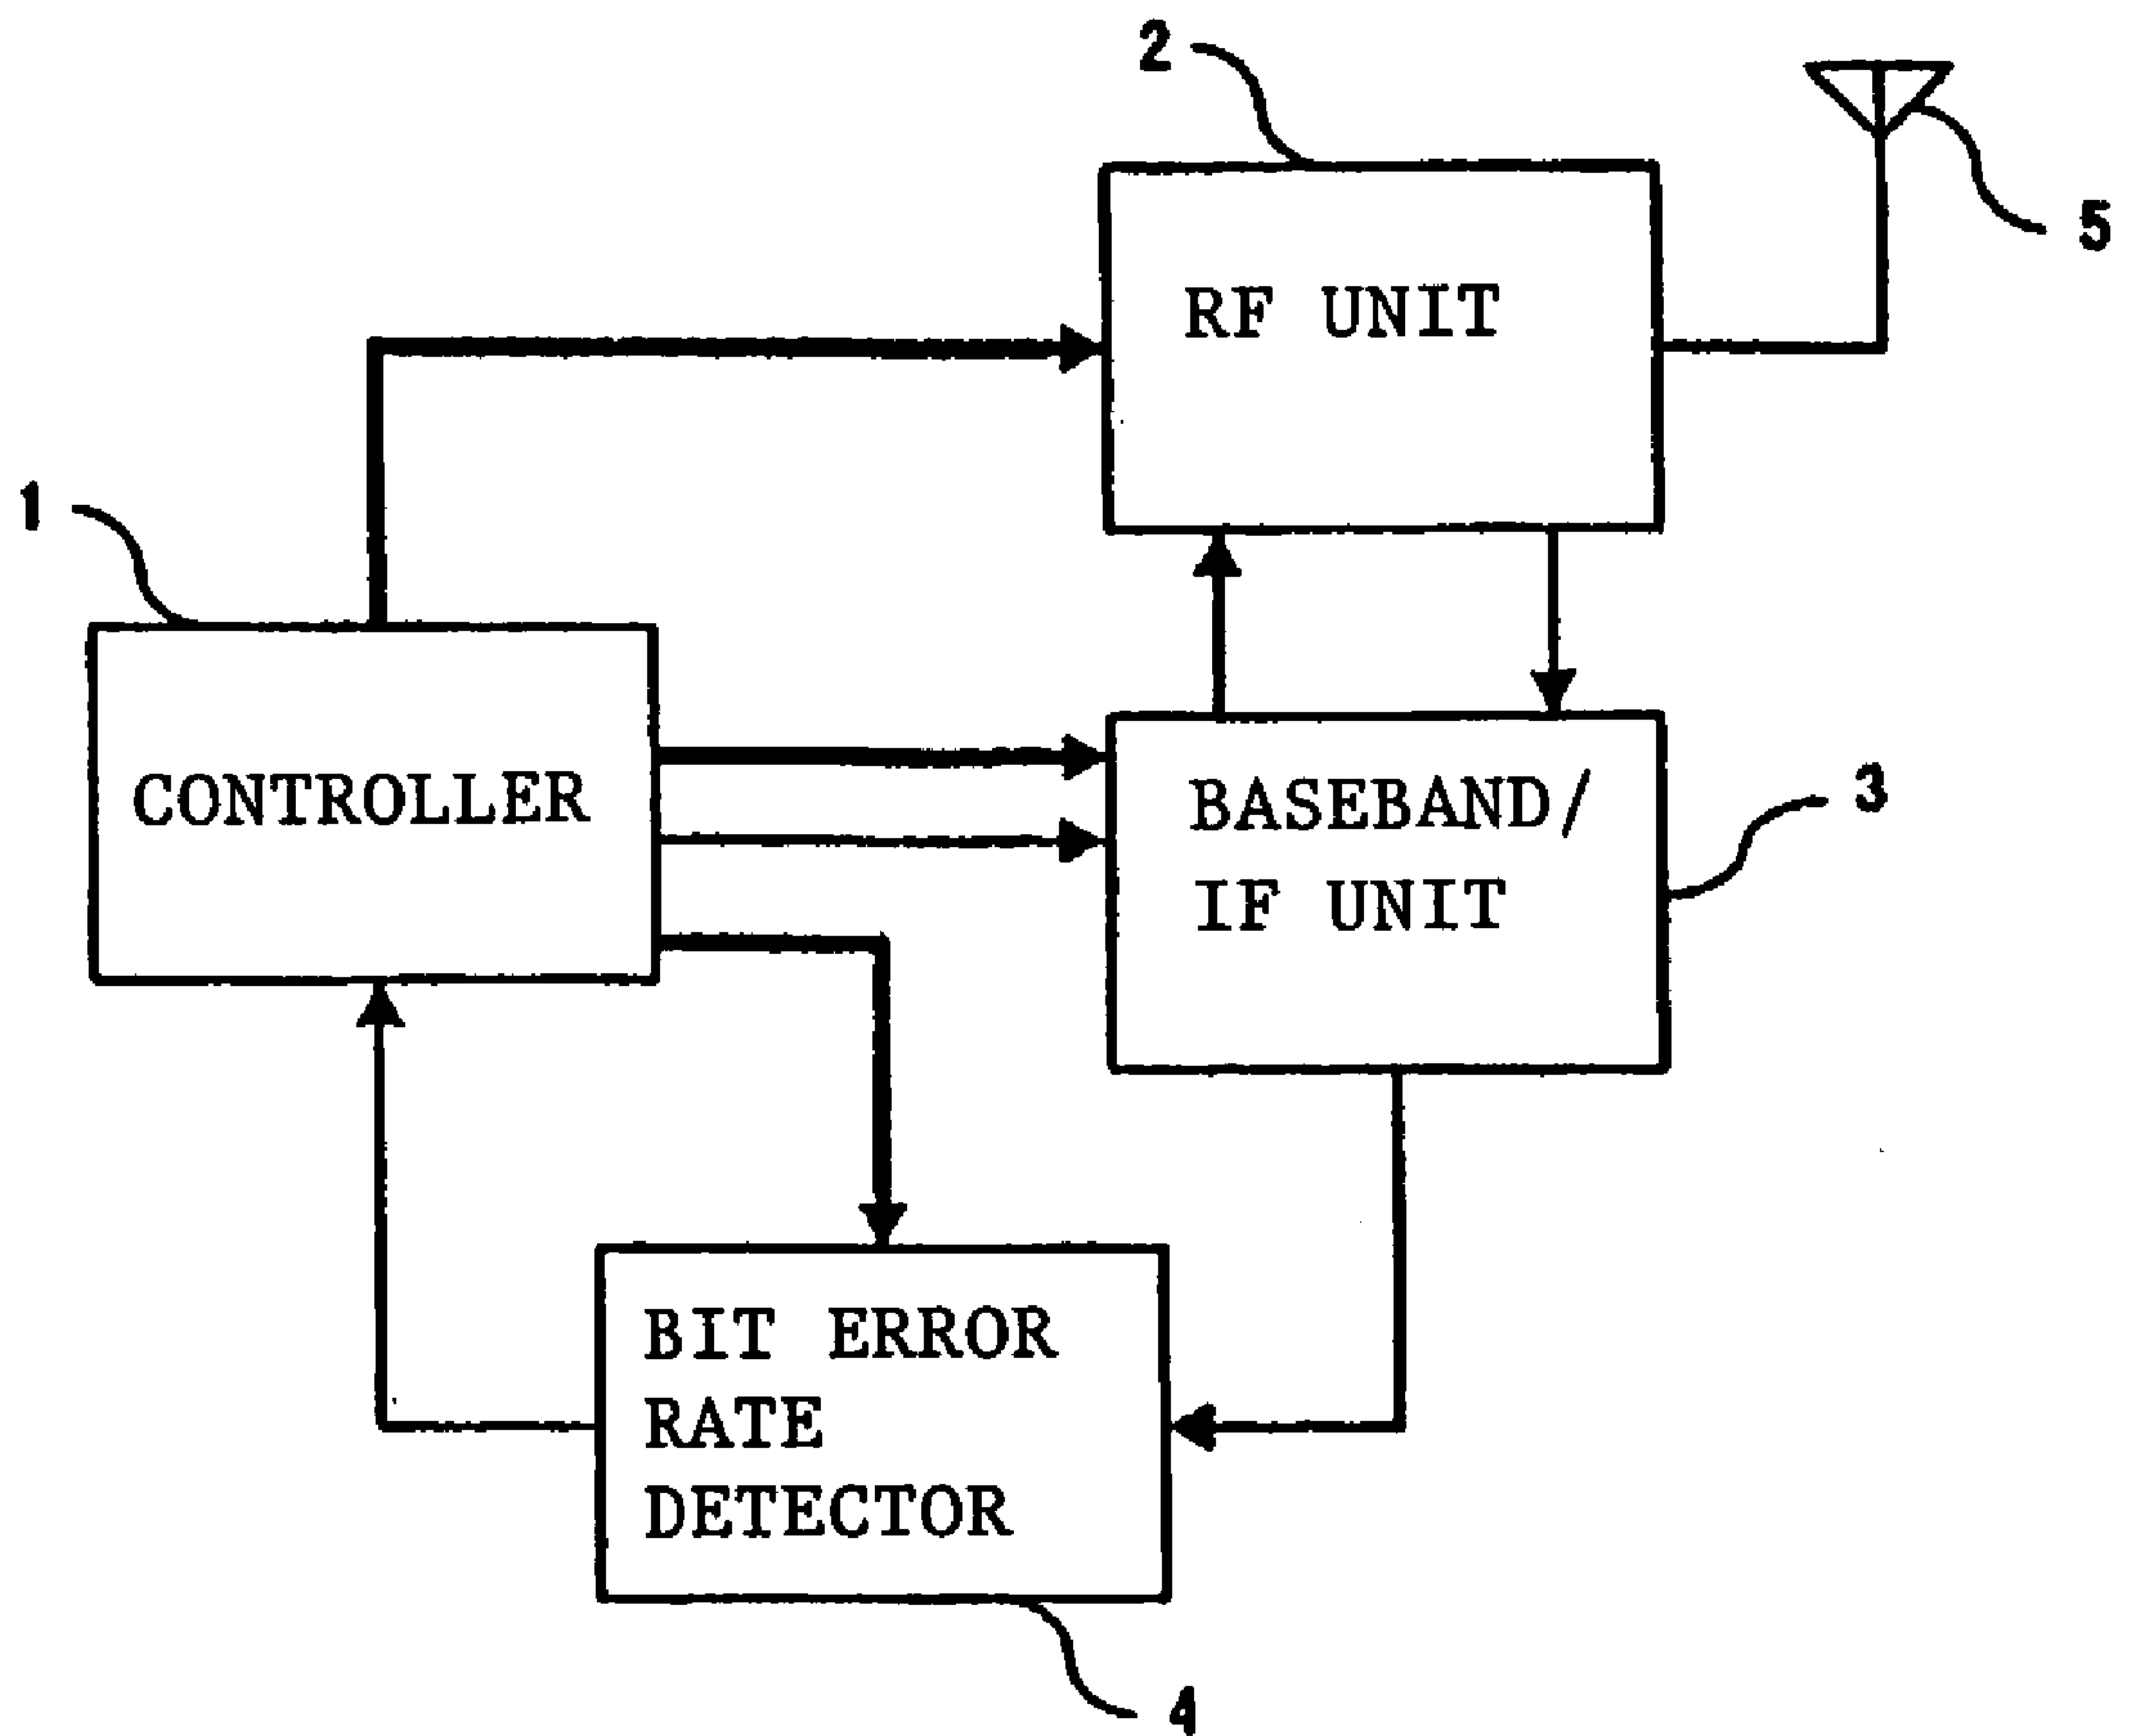 2
5
RF UNIT
1
CONTROLLER
BASEBAND/
IF UNIT
3
BIT ERROR
RATE
DETECTOR
4